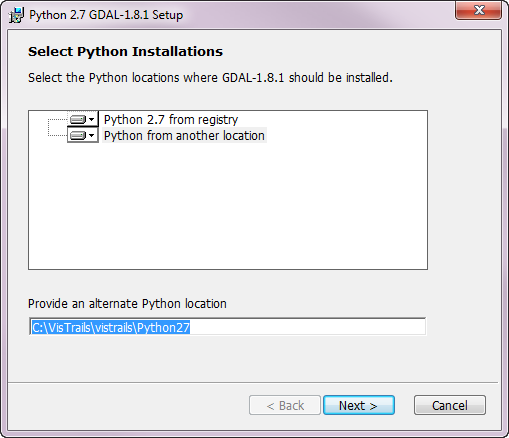 Python 2.7 GDAL-1.8.1 Setup
Select Python Installations
Select the Python locations where GDAL-1.8.1 should be installed.
Python 2.7 from registry
Python from another location
Provide an alternate Python location
C:\VisTrails\vistrails\Python27
< Back Next > Cancel